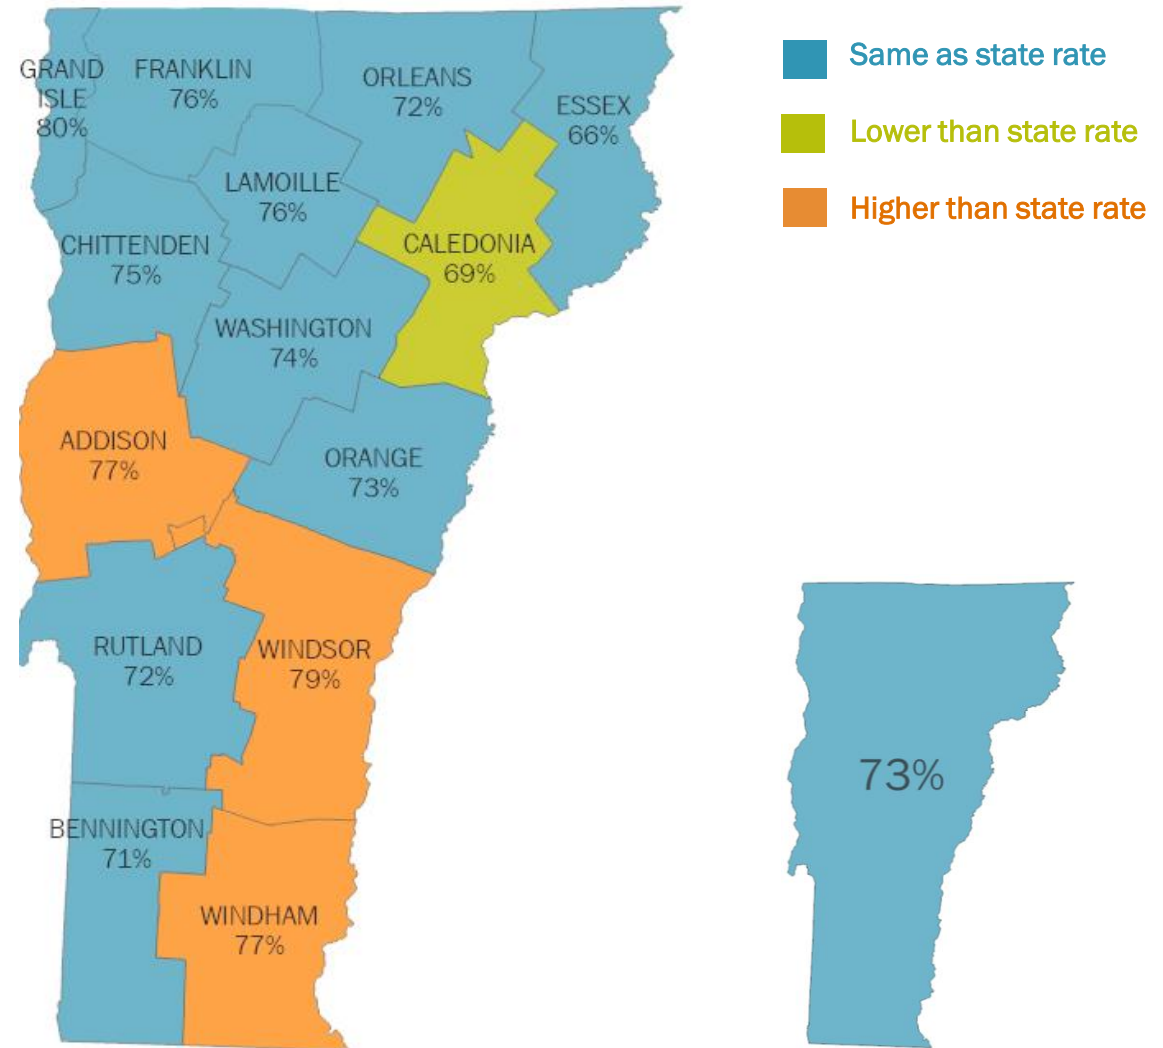 GRAND
ISLE
80%
FRANKLIN
76%
ORLEANS
72%
ESSEX
66%
LAMOILLE
76%
CHITTENDEN
75%
CALEDONIA
69%
WASHINGTON
74%
ADDISON
77%
ORANGE
73%
RUTLAND
72%
WINDSOR
79%
BENNINGTON
71%
WINDHAM
77%
Same as state rate
Lower than state rate
Higher than state rate
73%